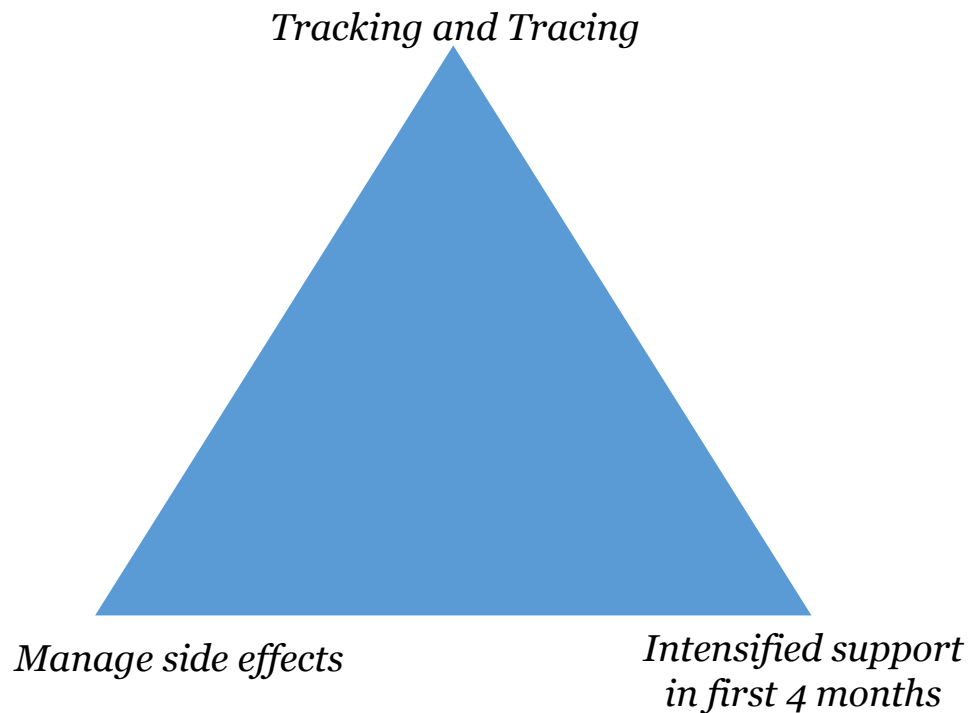 Tracking and Tracing
Manage side effects
Intensified support
in first 4 months